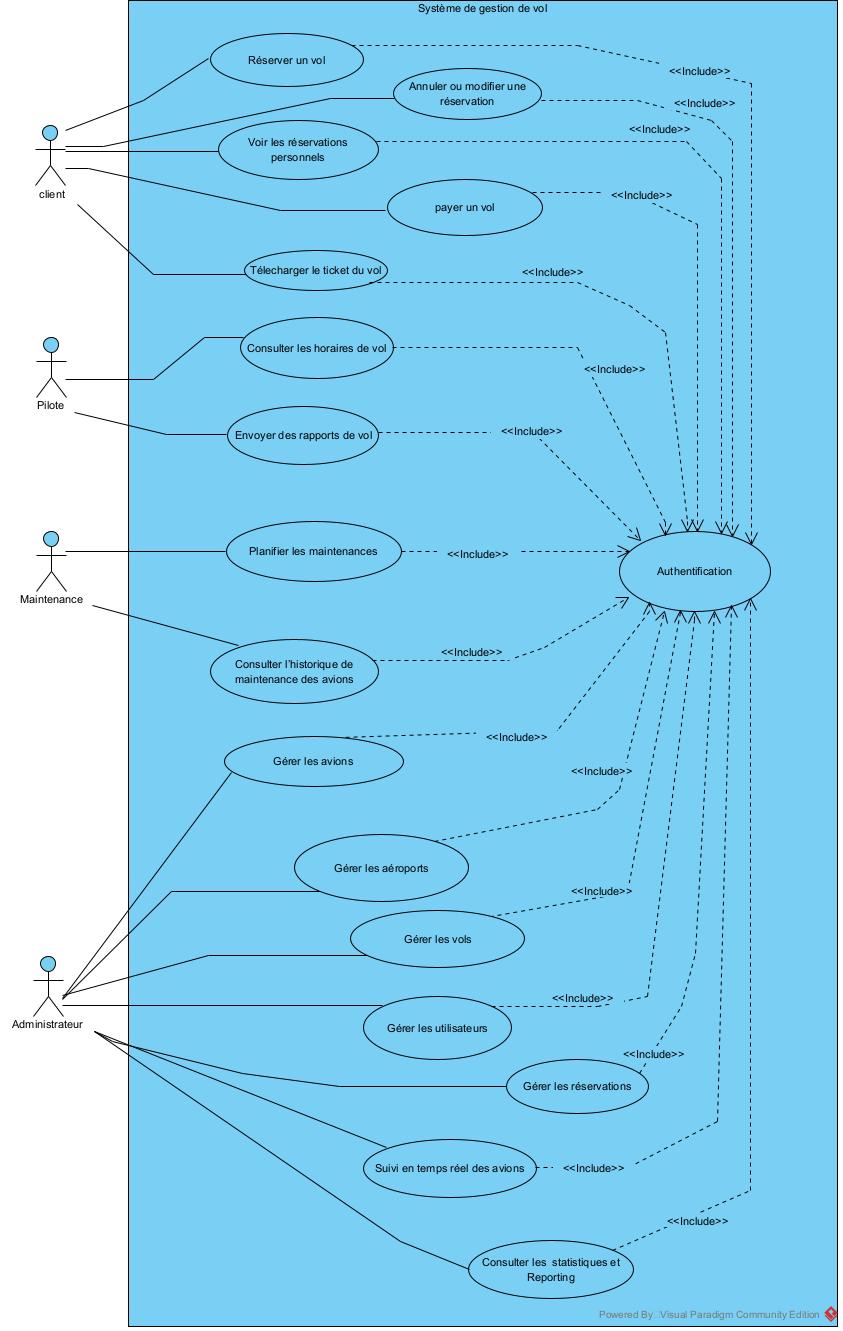 Système de gestion de vol
Réserver un vol
<<Include>>
Annuler ou modifier une
réservation
<<Include>>
Voir les réservations
personnels
<<Include>>
client
payer un vol
<<Include>>
Télecharger le ticket du vol
<<Include>>
Consulter les horaires de vol
<<Include>>
Pilote
Envoyer des rapports de vol
<<Include>>
Planifier les maintenances
<<Include>>
Authentification
Maintenance
Consulter l'historique de
maintenance des avions
<<Include>>
Gérer les avions
<<Include>>
<<Include>>
Gérer les aéroports
<<Include>>
Gérer les vols
<<Include>>
Administrateur
Gérer les utilisateurs
<<Include>>
Gérer les réservations
Suivi en temps réel des avions
<<Include>>
<<Include>>
Consulter les statistiques et
Reporting
Powered By Visual Paradigm Community Edition